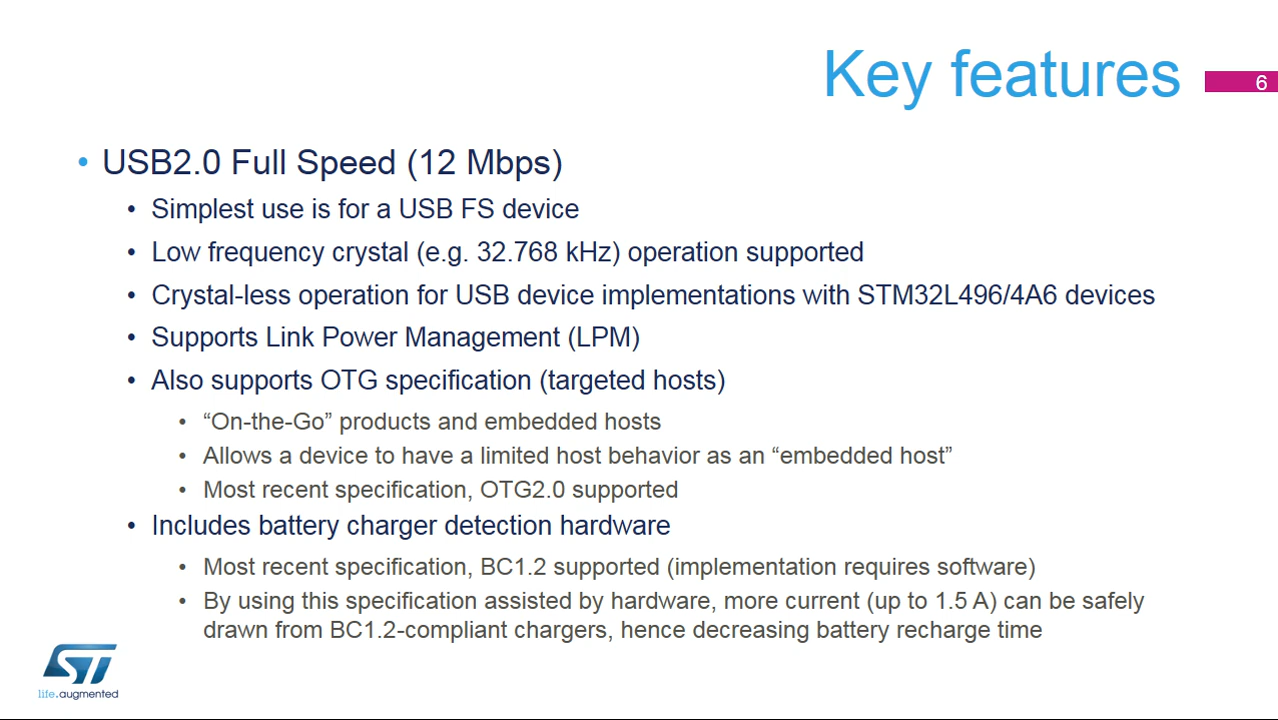 Key features
6
• USB2.0 Full Speed (12 Mbps)
• Simplest use is for a USB FS device
• Low frequency crystal (e.g. 32.768 kHz) operation supported
• Crystal-less operation for USB device implementations with STM32L496/4A6 devices
• Supports Link Power Management (LPM)
• Also supports OTG specification (targeted hosts)
• “On-the-Go” products and embedded hosts
• Allows a device to have a limited host behavior as an “embedded host”
• Most recent specification, OTG2.0 supported
• Includes battery charger detection hardware
• Most recent specification, BC1.2 supported (implementation requires software)
• By using this specification assisted by hardware, more current (up to 1.5 A) can be safely
drawn from BC1.2-compliant chargers, hence decreasing battery recharge time
ST
life.augmented